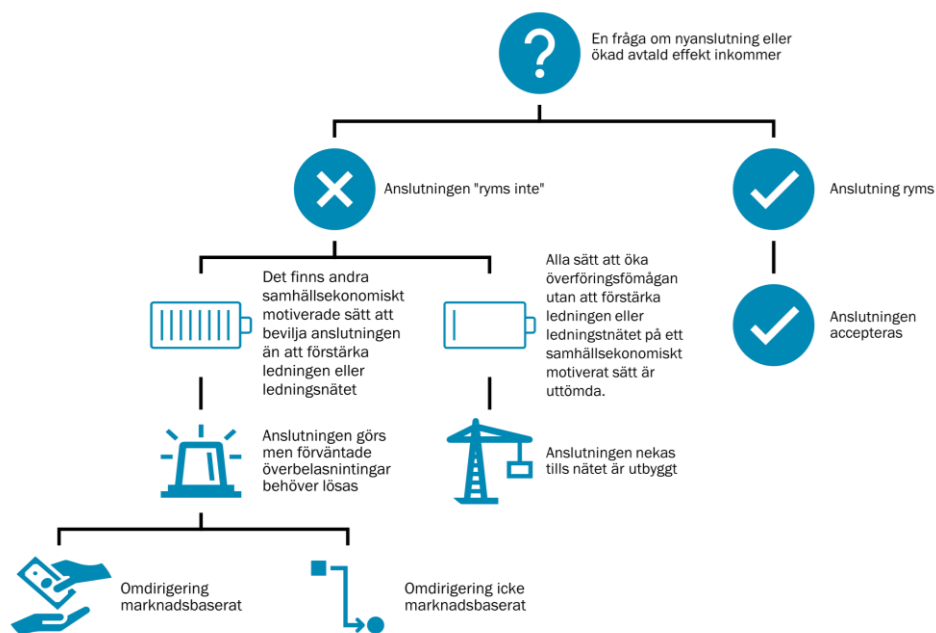 En fråga om nyanslutning eller
ökad avtald effekt inkommer
Anslutningen "ryms inte"
Anslutning ryms
Det finns andra
samhällsekonomiskt
motiverade sätt att
bevilja anslutningen
än att förstärka
ledningen eller
ledningsnätet
Alla sätt att öka
överföringsfömågan
utan att förstärka
ledningen eller
ledningstnätet på ett
samhällsekonomiskt
motiverat sätt är
uttömda.
Anslutningen
accepteras
Anslutningen görs
men förväntade
överbelasnintingar
behöver lösas
Anslutningen nekas
tills nätet är utbyggt
Omdirigering
marknadsbaserat
Omdirigering icke
marknadsbaserat